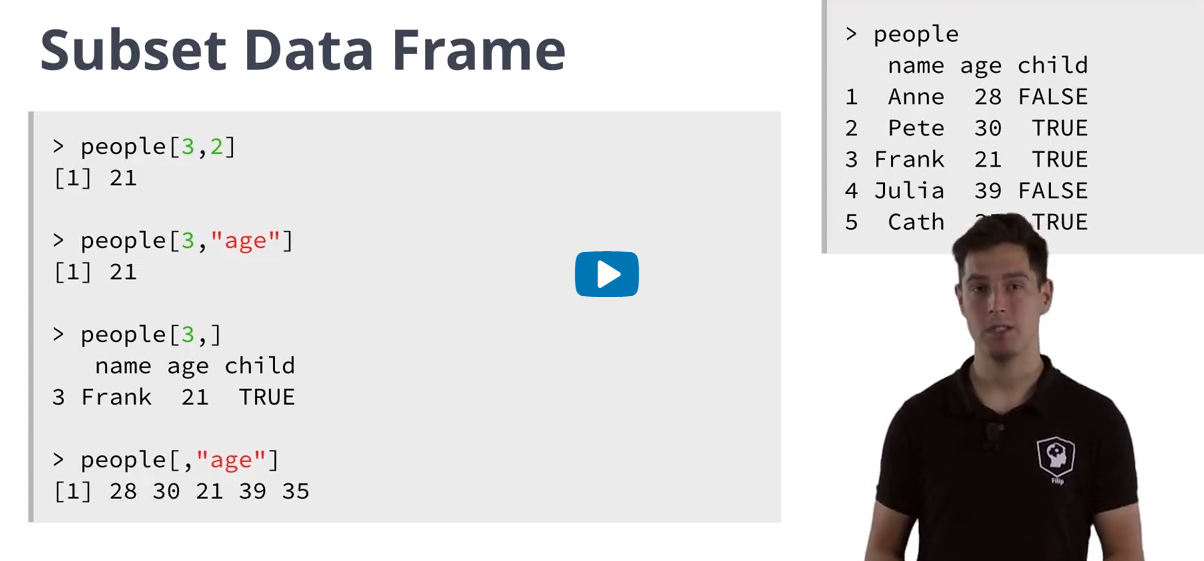 Subset Data Frame
> people[3,2]
[1] 21
> people[3,"age"]
[1] 21
> people[3,]
name age child
3 Frank 21 TRUE
> people[,"age"]
[1] 28 30 21 39 35
> people
name age child
1 Anne 28 FALSE
2 Pete 30 TRUE
3 Frank 21 TRUE
4 Julia 39 FALSE
5 Cath TRUE
Filip